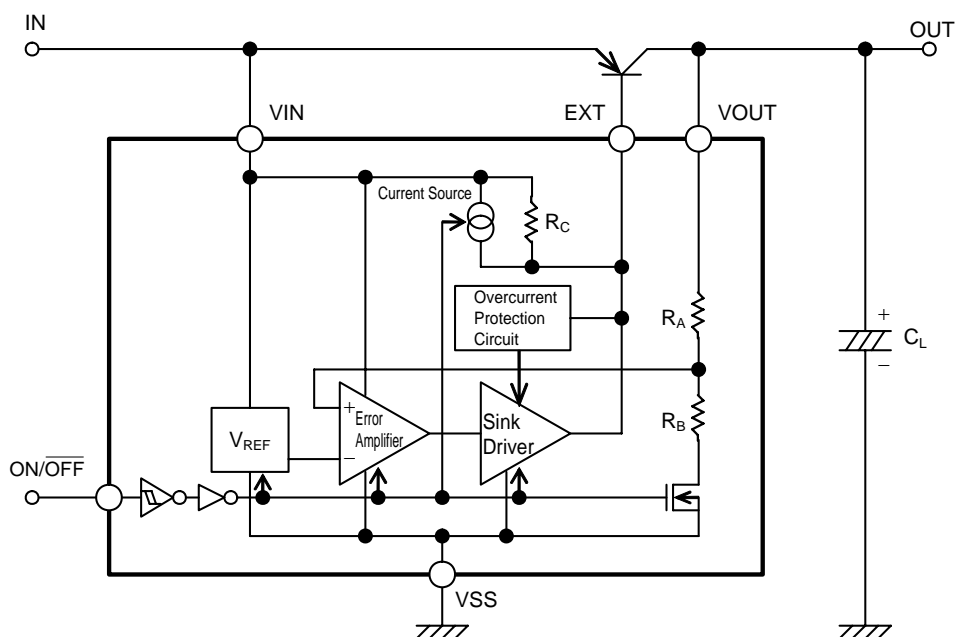 IN
OUT
VIN
EXT
VOUT
Current Source
RC
Overcurrent
Protection
Circuit
RA
+
CL
−
+
Error
Amplifier
−
Sink
Driver
RB
VREF
ON/OFF
VSS